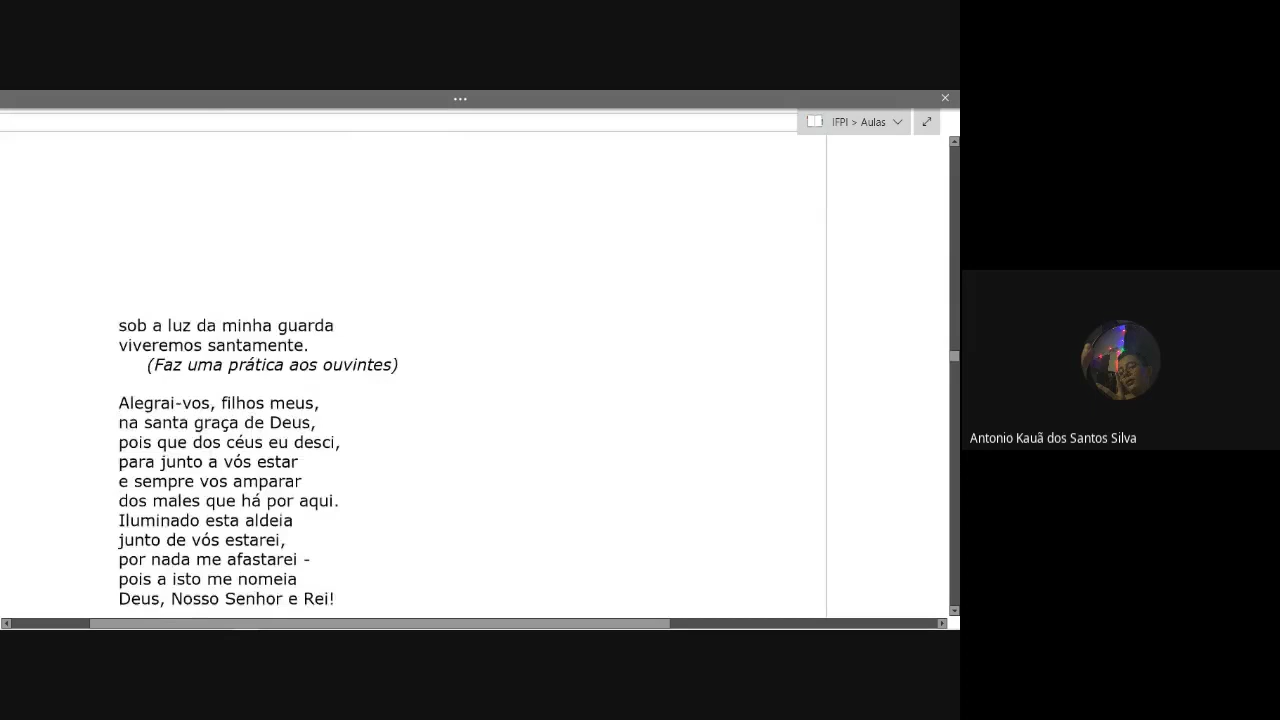 IFPI > Aulas
sob a luz da minha guarda
viveremos santamente.
(Faz uma prática aos ouvintes)
Alegrai-vos, filhos meus,
na santa graça de Deus,
pois que dos céus eu desci,
para junto a vós estar
e sempre vos amparar
dos males que há por aqui.
Iluminado esta aldeia
junto de vós estarei,
por nada me afastarei -
pois a isto me nomeia
Deus, Nosso Senhor e Rei!
Antonio Kauã dos Santos Silva